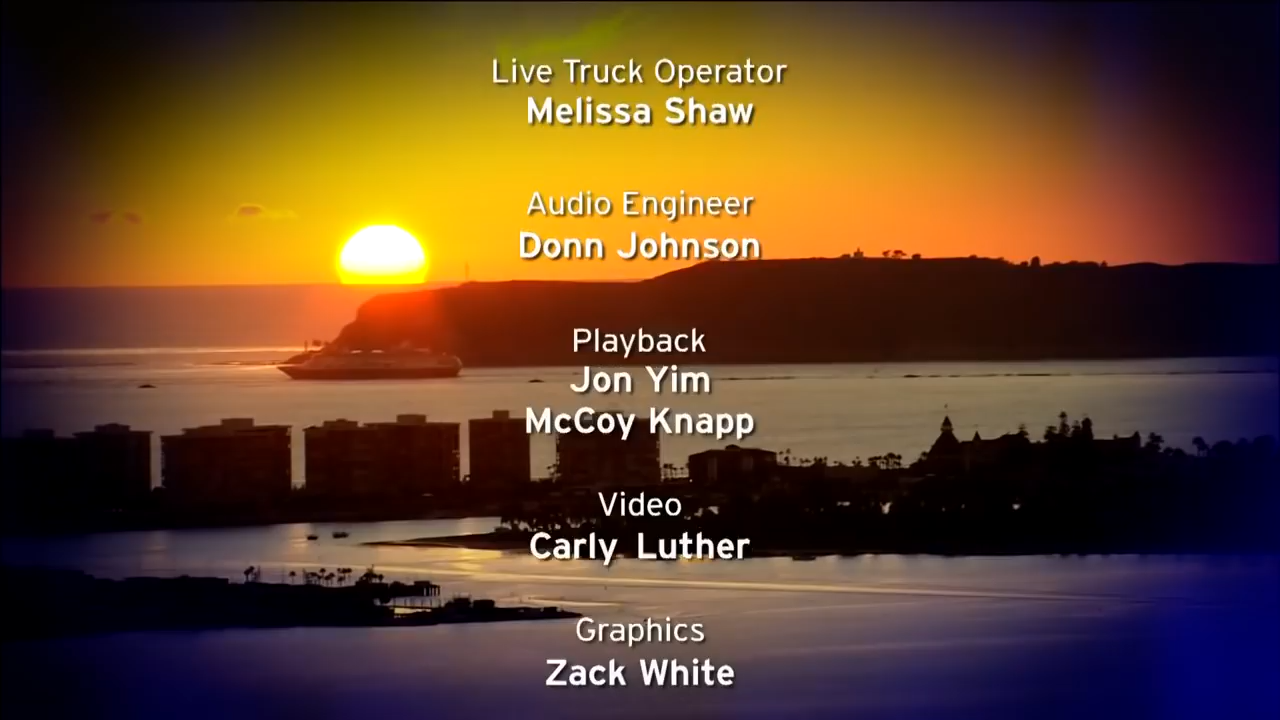 Live Truck Operator
Melissa Shaw
Audio Engineer
Donn Johnson
Playback
Jon Yim
McCoy Knapp
Video
Carly Luther
Graphics
Zack White